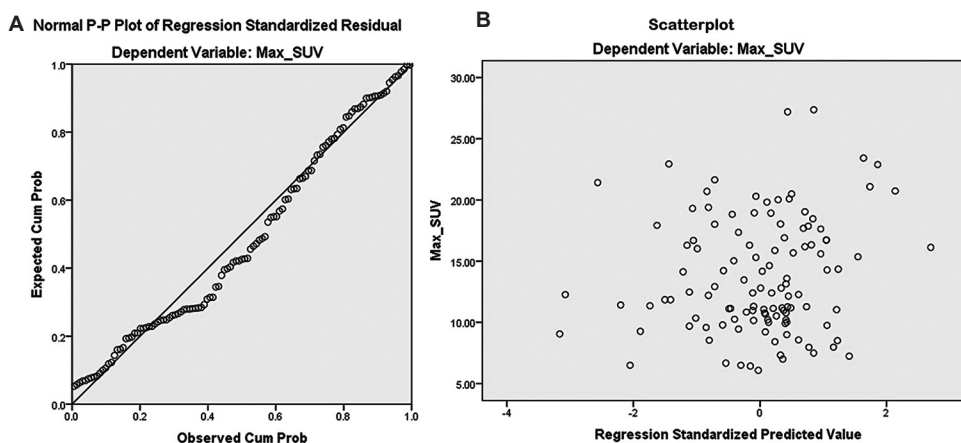 A
Normal P-P Plot of Regression Standardized Residual
Dependent Variable: Max_SUV
Expected Cum Prob
1.0
0.8
0.6
0.4
0.2
0.0
0.0
0.2
0.4
0.6
0.8
1.0
Observed Cum Prob
B
Scatterplot
Dependent Variable: Max_SUV
Max_SUV
30.00
25.00
20.00
15.00
10.00
5.00
-4
-2
0
2
Regression Standardized Predicted Value